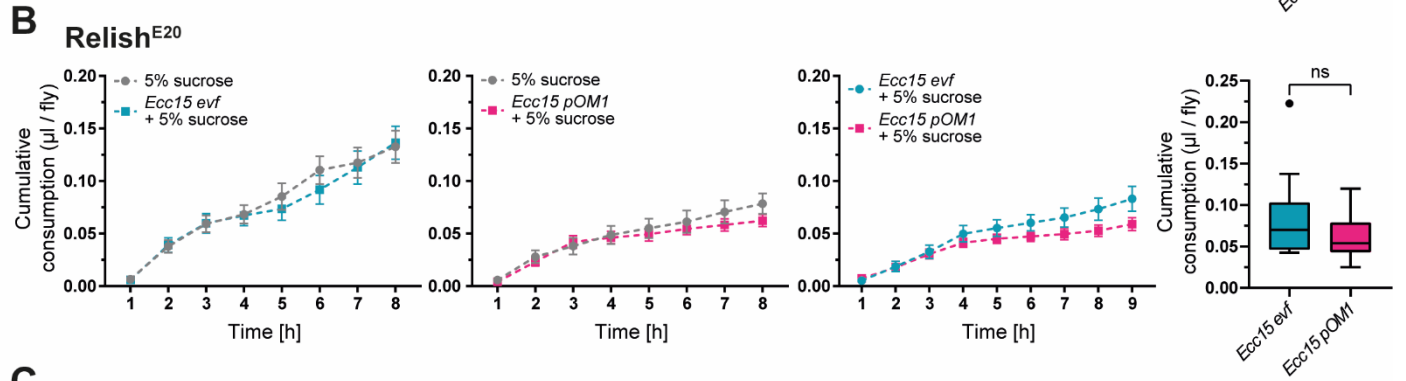 Ecc
B
Relish^E20
Cumulative
consumption (µl / fly)
0.20
0.15
0.10
0.05
0.00
5% sucrose
Ecc15 evf
+ 5% sucrose
1 2 3 4 5 6 7 8
Time [h]
0.20
0.15
0.10
0.05
0.00
5% sucrose
Ecc15 pOM1
+ 5% sucrose
1 2 3 4 5 6 7 8
Time [h]
0.20
0.15
0.10
0.05
0.00
Ecc15 evf
+ 5% sucrose
Ecc15 pOM1
+ 5% sucrose
1 2 3 4 5 6 7 8 9
Time [h]
Cumulative
consumption (µl / fly)
0.25
0.20
0.15
0.10
0.05
0.00
ns
Ecc15 evf
Ecc15 pOM1